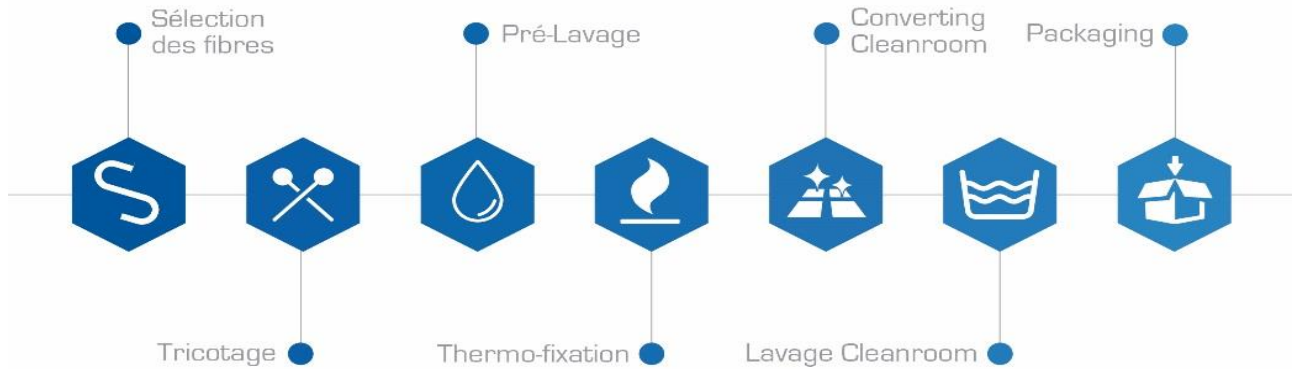 Sélection
des fibres
Pré-Lavage
Converting
Cleanroom
Packaging
Tricotage
Thermo-fixation
Lavage Cleanroom